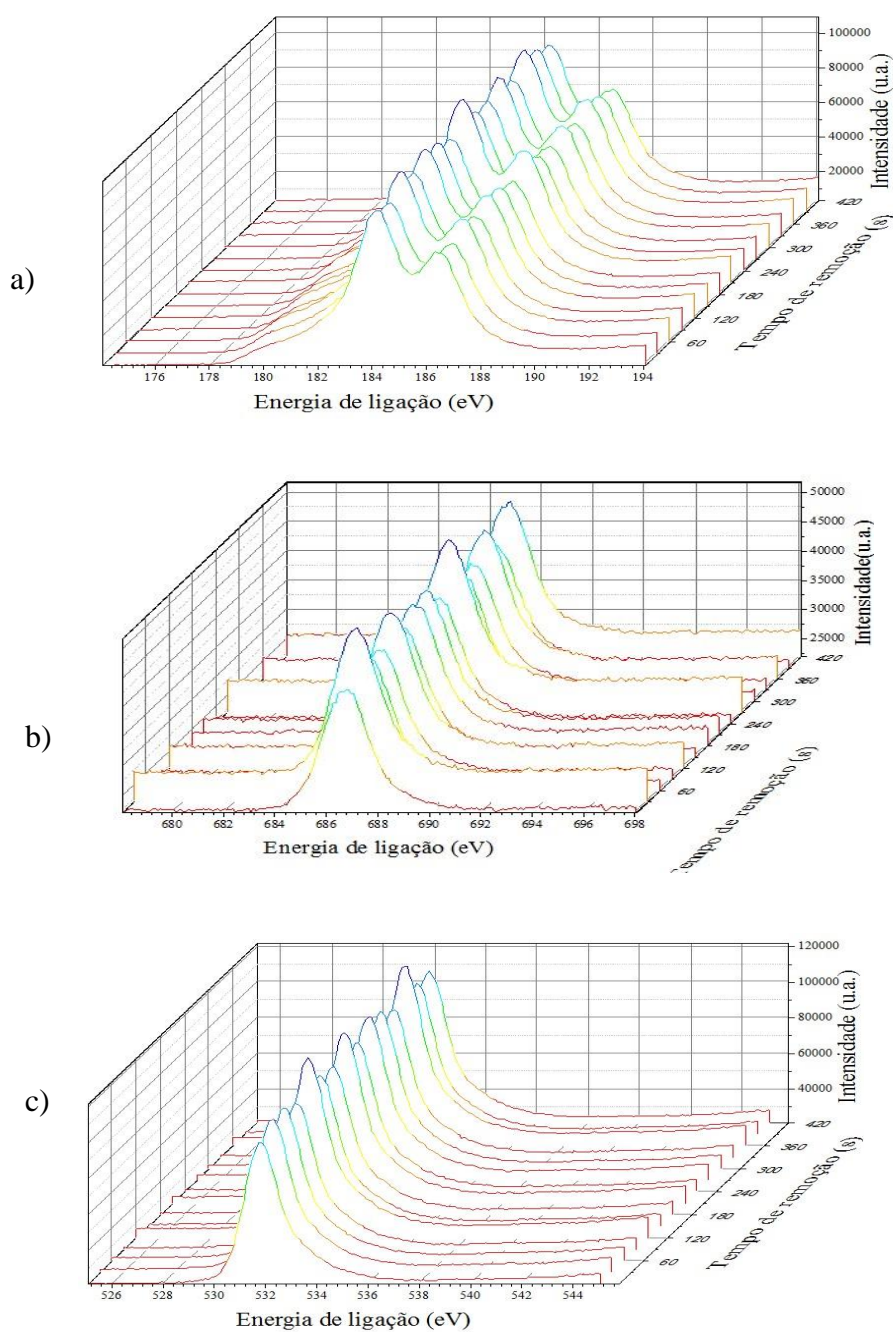 a)
100000
80000
60000
40000
20000
Intensidade (u.a.)
420
360
300
240
180
120
60
Tempo de remoção (s)
176 178 180 182 184 186 188 190 192 194
Energia de ligação (eV)
b)
50000
45000
40000
35000
30000
25000
Intensidade(u.a.)
420
360
300
240
180
120
60
empo de remoção (s)
680 682 684 686 688 690 692 694 696 698
Energia de ligação (eV)
c)
120000
100000
80000
60000
40000
Intensidade (u.a.)
420
360
300
240
180
120
60
Tempo de remoção (s)
526 528 530 532 534 536 538 540 542 544
Energia de ligação (eV)